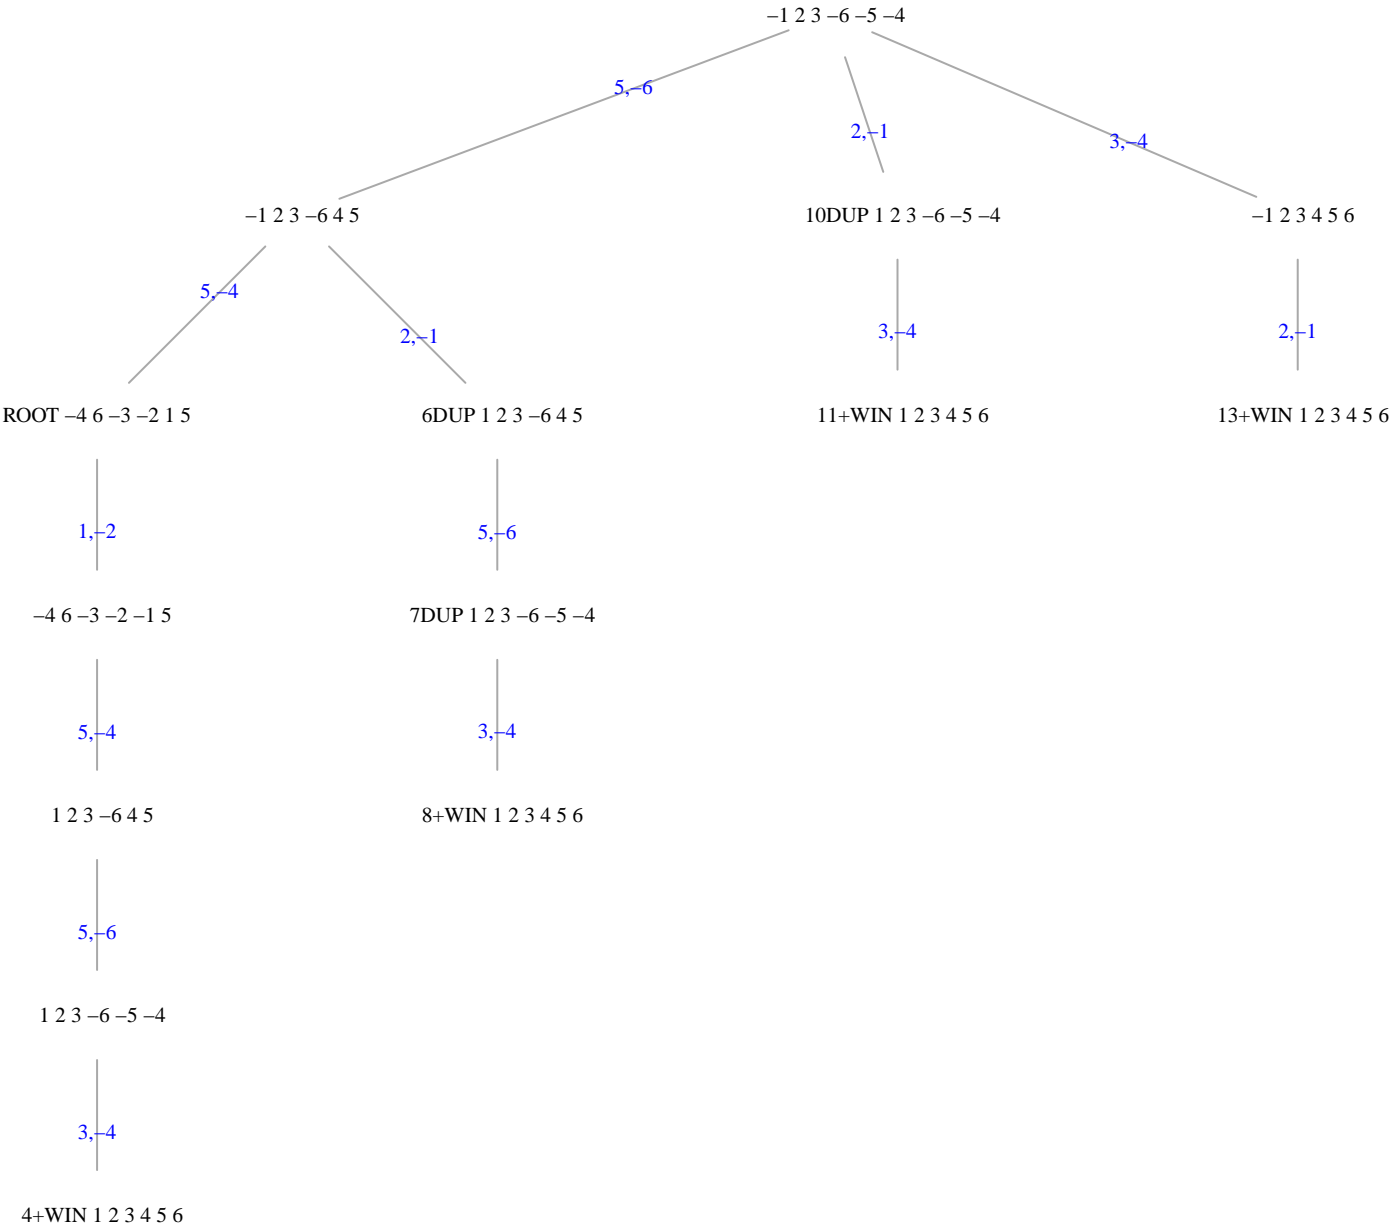 –1 2 3 –6 –5 –4
5,–6
2,–1
3,–4
–1 2 3 –6 4 5
10DUP 1 2 3 –6 –5 –4
–1 2 3 4 5 6
5,–4
2,–1
3,–4
2,–1
ROOT –4 6 –3 –2 1 5
6DUP 1 2 3 –6 4 5
11+WIN 1 2 3 4 5 6
13+WIN 1 2 3 4 5 6
1,–2
5,–6
–4 6 –3 –2 –1 5
7DUP 1 2 3 –6 –5 –4
5,–4
3,–4
1 2 3 –6 4 5
8+WIN 1 2 3 4 5 6
5,–6
1 2 3 –6 –5 –4
3,–4
4+WIN 1 2 3 4 5 6